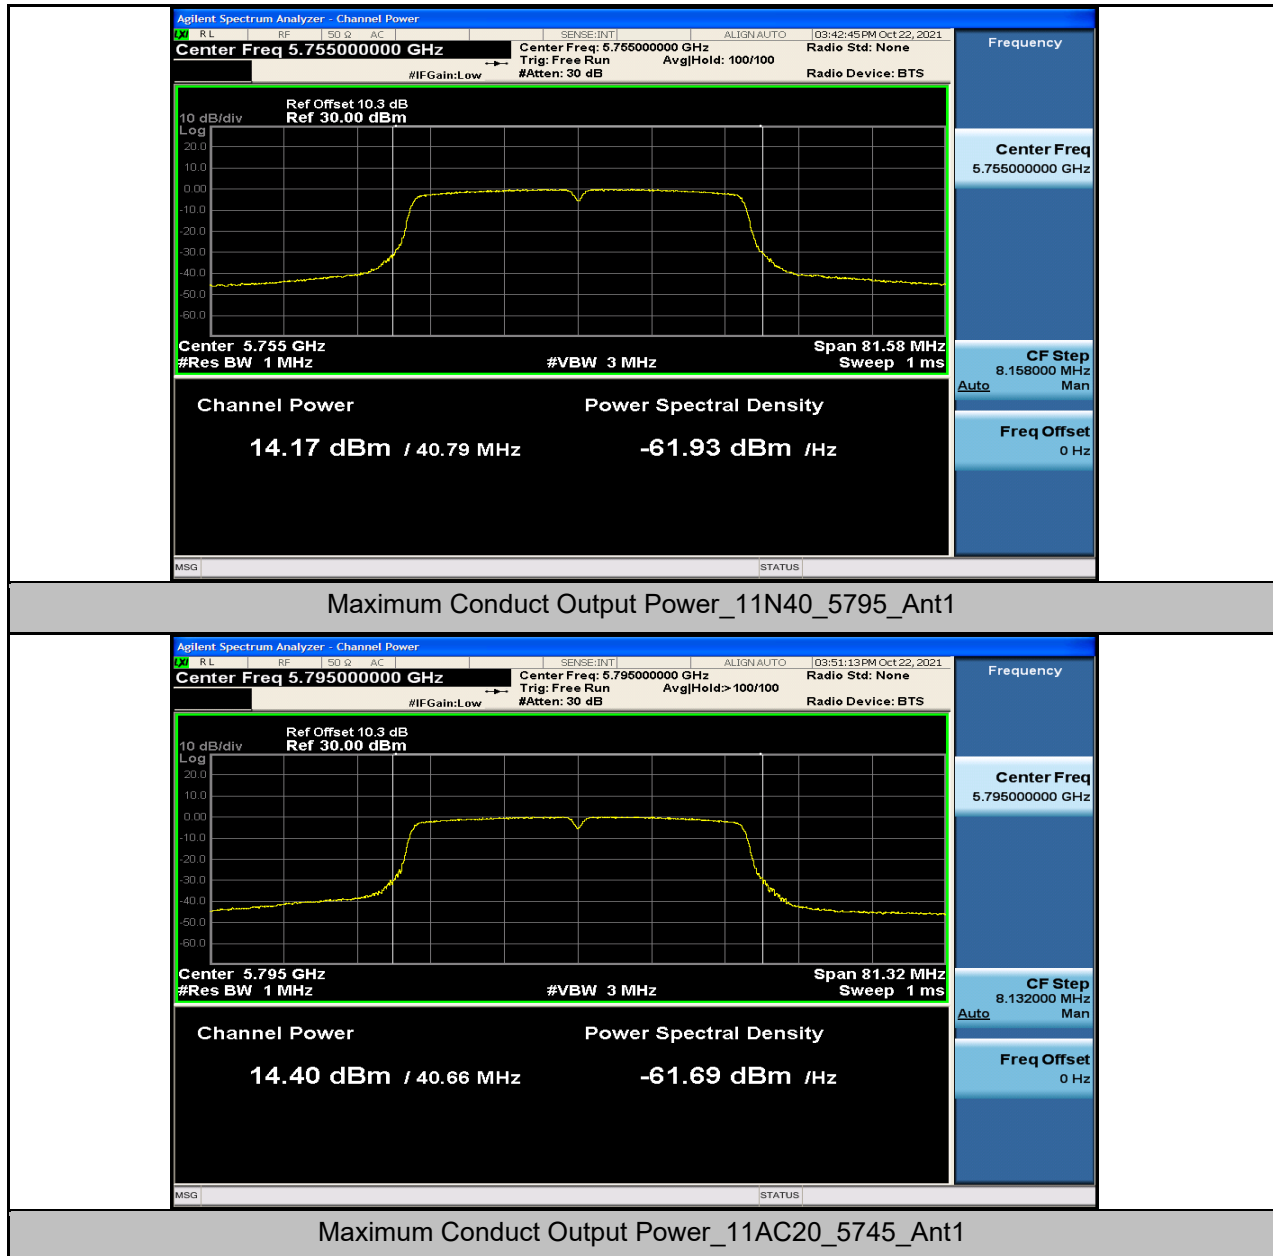 Agilent Spectrum Analyzer - Channel Power
LXI RL RF 50 Ω AC SENSE:INT ALIGN AUTO 03:42:45 PM Oct 22, 2021
Center Freq 5.755000000 GHz
Center Freq: 5.755000000 GHz Radio Std: None
Trig: Free Run Avg|Hold: 100/100
#IFGain:Low #Atten: 30 dB Radio Device: BTS
Frequency
Ref Offset 10.3 dB
10 dB/div Ref 30.00 dBm
Log
20.0
10.0
0.00
-10.0
-20.0
-30.0
-40.0
-50.0
-60.0
Center 5.755 GHz Span 81.58 MHz
#Res BW 1 MHz #VBW 3 MHz Sweep 1 ms
Center Freq
5.755000000 GHz
CF Step
8.158000 MHz
Auto Man
Freq Offset
0 Hz
Channel Power Power Spectral Density
14.17 dBm / 40.79 MHz -61.93 dBm /Hz
MSG STATUS
Maximum Conduct Output Power_11N40_5795_Ant1
Agilent Spectrum Analyzer - Channel Power
LXI RL RF 50 Ω AC SENSE:INT ALIGN AUTO 03:51:13 PM Oct 22, 2021
Center Freq 5.795000000 GHz
Center Freq: 5.795000000 GHz Radio Std: None
Trig: Free Run Avg|Hold:> 100/100
#IFGain:Low #Atten: 30 dB Radio Device: BTS
Frequency
Ref Offset 10.3 dB
10 dB/div Ref 30.00 dBm
Log
20.0
10.0
0.00
-10.0
-20.0
-30.0
-40.0
-50.0
-60.0
Center 5.795 GHz Span 81.32 MHz
#Res BW 1 MHz #VBW 3 MHz Sweep 1 ms
Center Freq
5.795000000 GHz
CF Step
8.132000 MHz
Auto Man
Freq Offset
0 Hz
Channel Power Power Spectral Density
14.40 dBm / 40.66 MHz -61.69 dBm /Hz
MSG STATUS
Maximum Conduct Output Power_11AC20_5745_Ant1